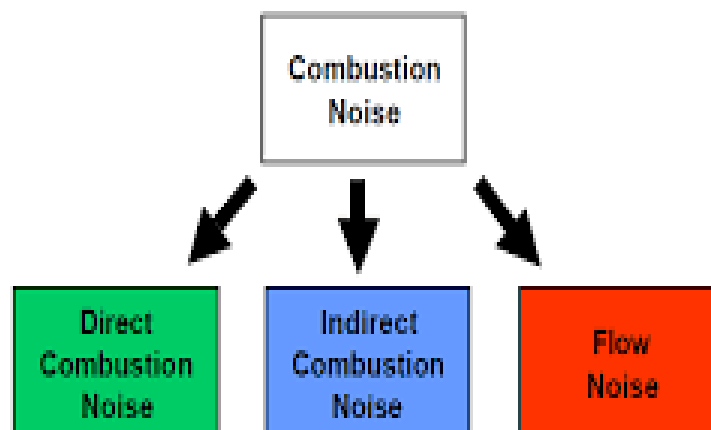 Combustion
Noise
Direct
Combustion
Noise
Indirect
Combustion
Noise
Flow
Noise